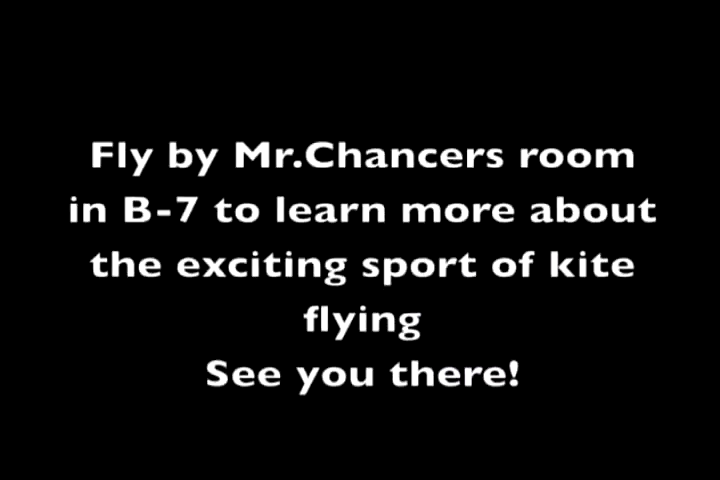 Fly by Mr.Chancers room
in B-7 to learn more about
the exciting sport of kite
flying
See you there!